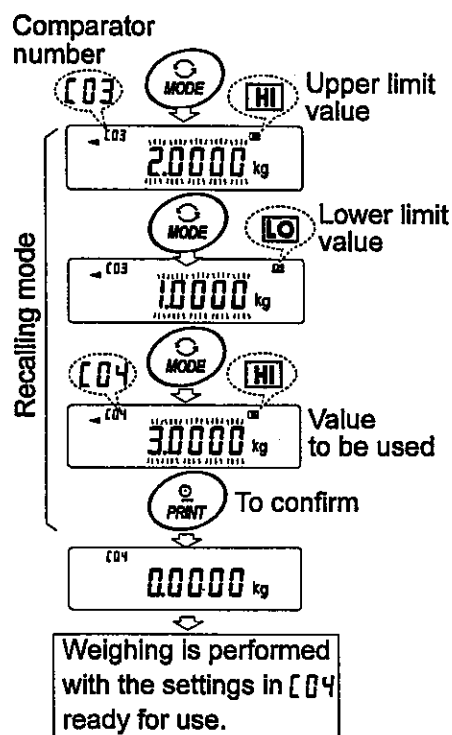 Comparator
number
C03
MODE
HI
Upper limit
value
C03
2.0000 kg
MODE
LO
Lower limit
value
C03
1.0000 kg
Recalling mode
MODE
C04
HI
C04
3.0000 kg
Value
to be used
PRINT
To confirm
C04
0.0000 kg
Weighing is performed
with the settings in C04
ready for use.